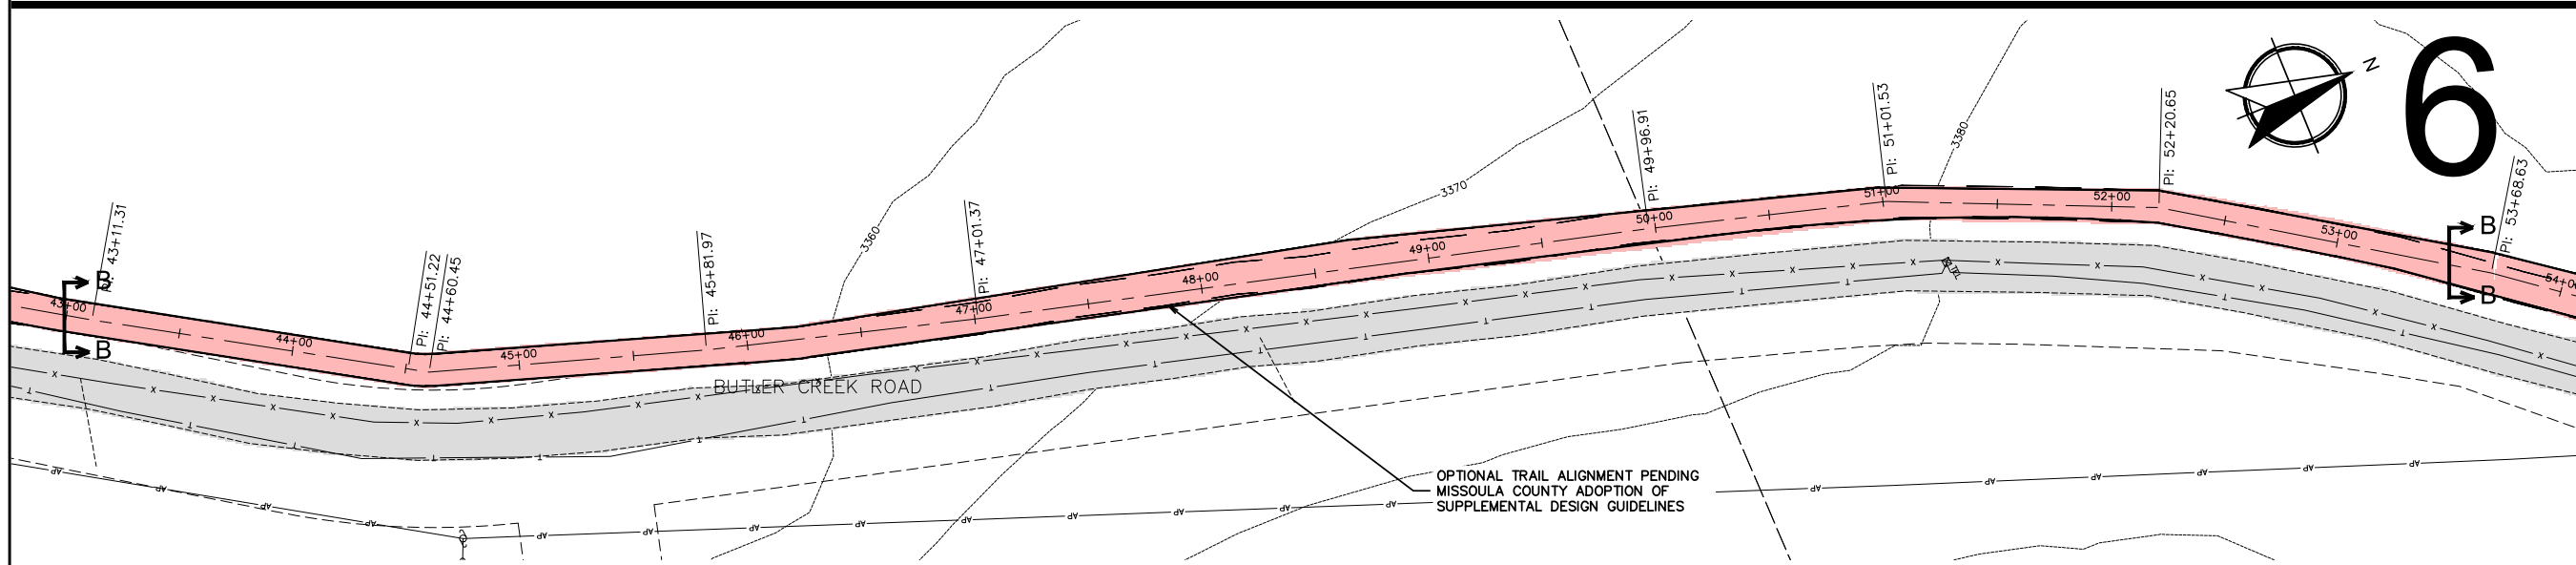 6
N
B
B
B
B
PI: 43+11.31
PI: 44+51.22
PI: 44+60.45
PI: 45+81.97
PI: 47+01.37
PI: 49+96.91
PI: 51+01.53
PI: 52+20.65
PI: 53+68.63
43+00
44+00
45+00
46+00
47+00
48+00
49+00
50+00
51+00
52+00
53+00
3360
3370
3380
BUTLER CREEK ROAD
OPTIONAL TRAIL ALIGNMENT PENDING
MISSOULA COUNTY ADOPTION OF
SUPPLEMENTAL DESIGN GUIDELINES